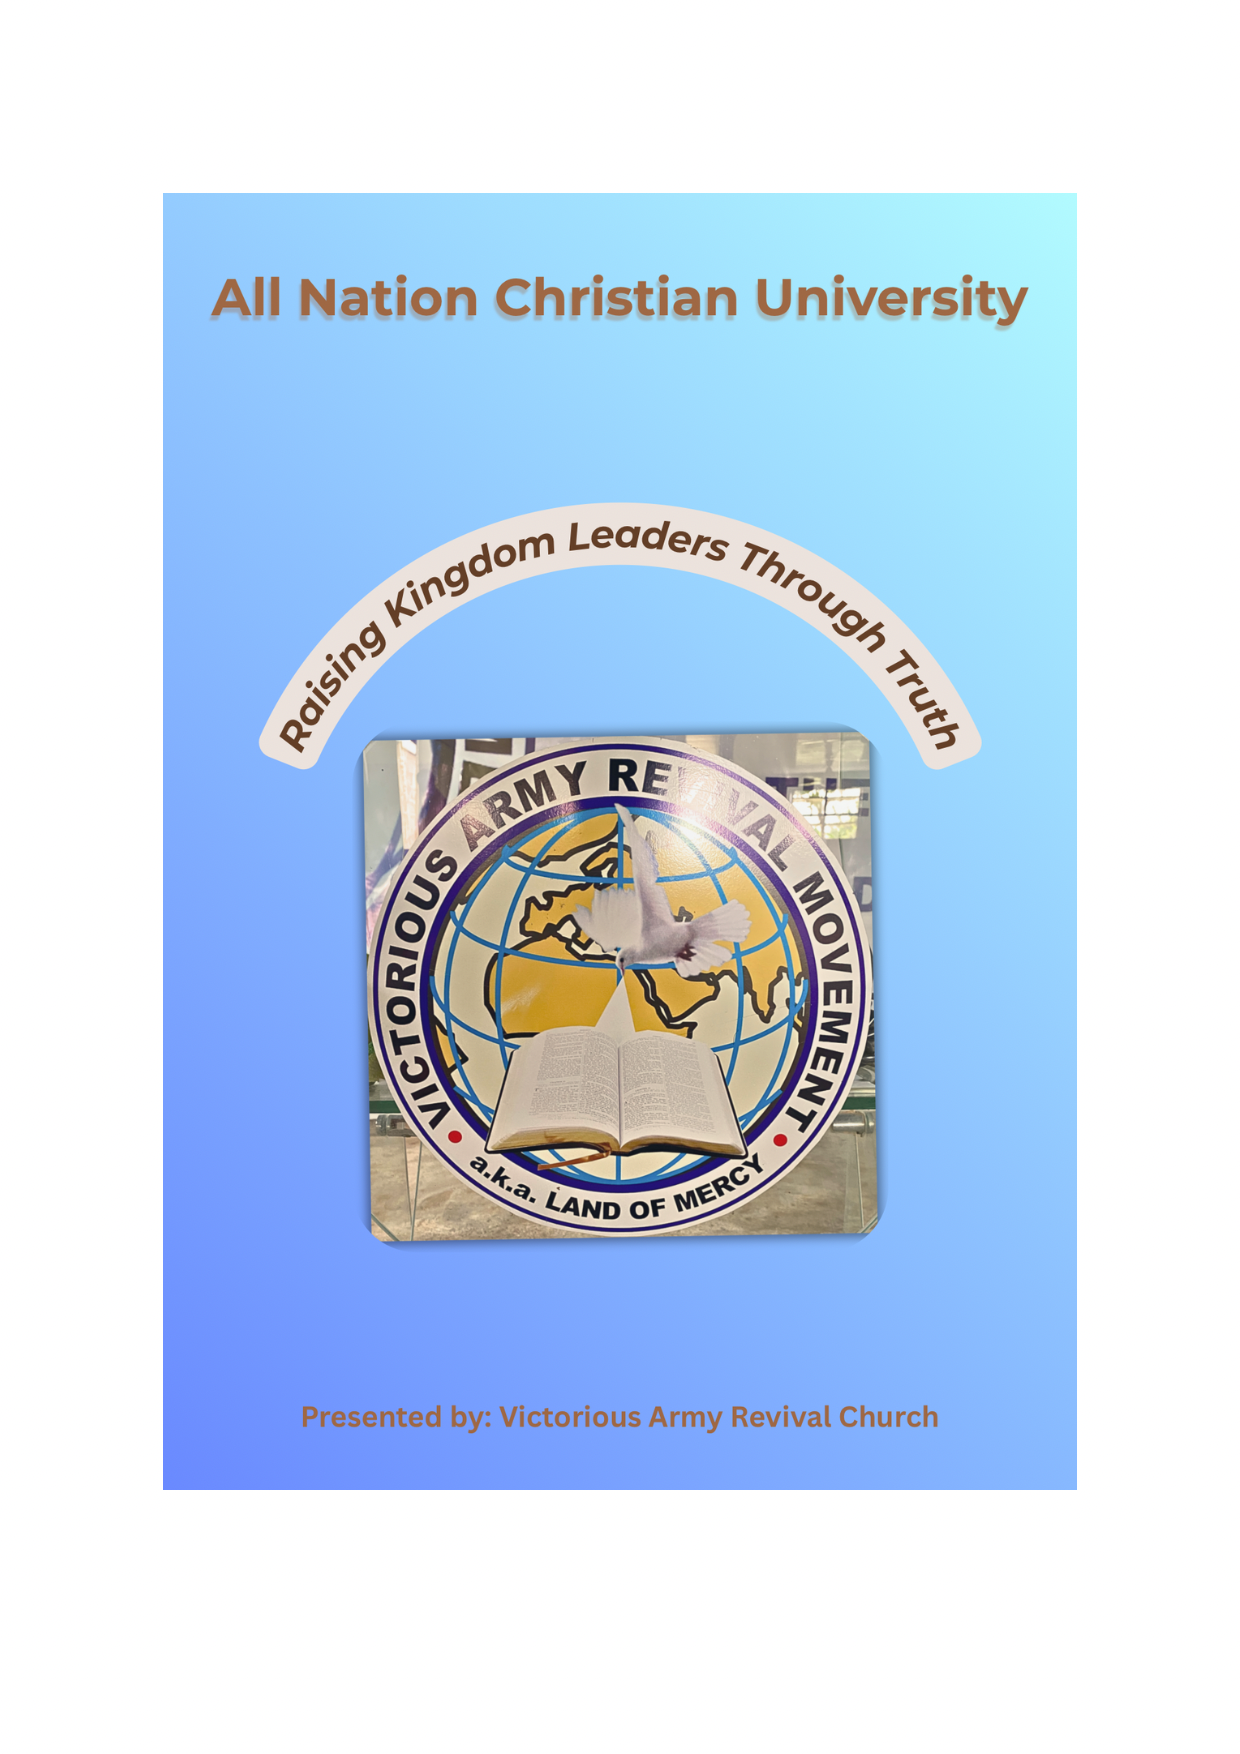 All Nation Christian University
Raising Kingdom Leaders Through Truth
VICTORIOUS ARMY REVIVAL MOVEMENT
a.k.a. LAND OF MERCY
Presented by: Victorious Army Revival Church